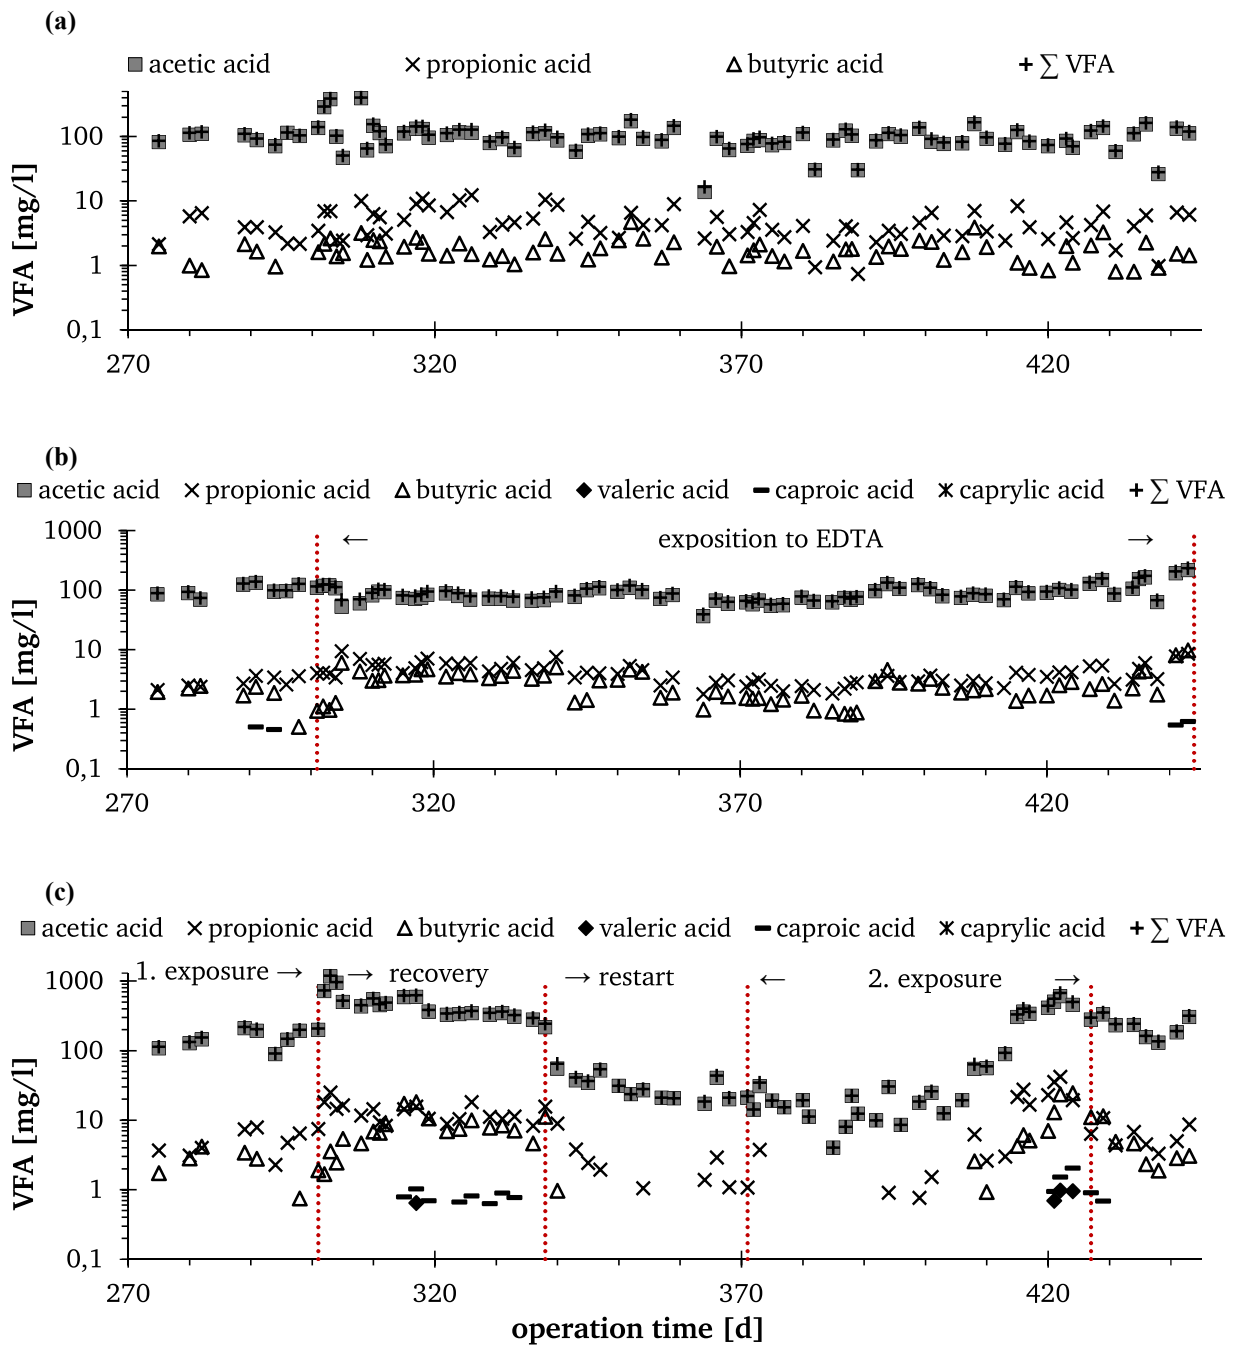 (a)
acetic acid propionic acid butyric acid ∑ VFA
VFA [mg/l]
100
10
1
0,1
270 320 370 420
(b)
acetic acid propionic acid butyric acid valeric acid caproic acid caprylic acid ∑ VFA
VFA [mg/l]
1000
← exposition to EDTA →
100
10
1
0,1
270 320 370 420
(c)
acetic acid propionic acid butyric acid valeric acid caproic acid caprylic acid ∑ VFA
VFA [mg/l]
1. exposure → → recovery → restart ← 2. exposure →
1000
100
10
1
0,1
270 320 370 420
operation time [d]